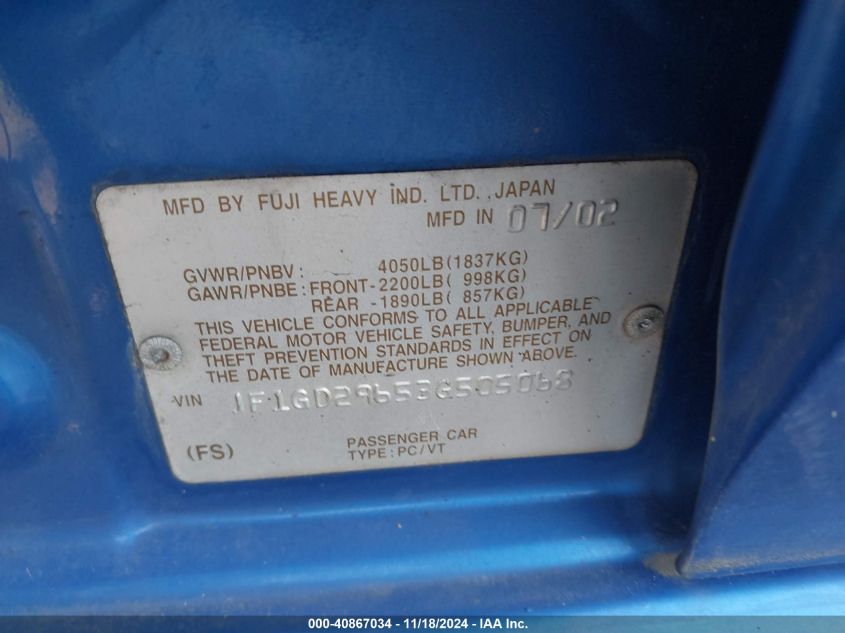 MFD BY FUJI HEAVY IND. LTD., JAPAN
MFD IN 07/02
GVWR/PNBV: 4050LB(1837KG)
GAWR/PNBE: FRONT-2200LB( 998KG)
REAR -1890LB( 857KG)
THIS VEHICLE CONFORMS TO ALL APPLICABLE
FEDERAL MOTOR VEHICLE SAFETY, BUMPER, AND
THEFT PREVENTION STANDARDS IN EFFECT ON
THE DATE OF MANUFACTURE SHOWN ABOVE.
VIN JF1GD29653G505068
(FS) PASSENGER CAR
TYPE: PC/VT
000-40867034 - 11/18/2024 - IAA Inc.